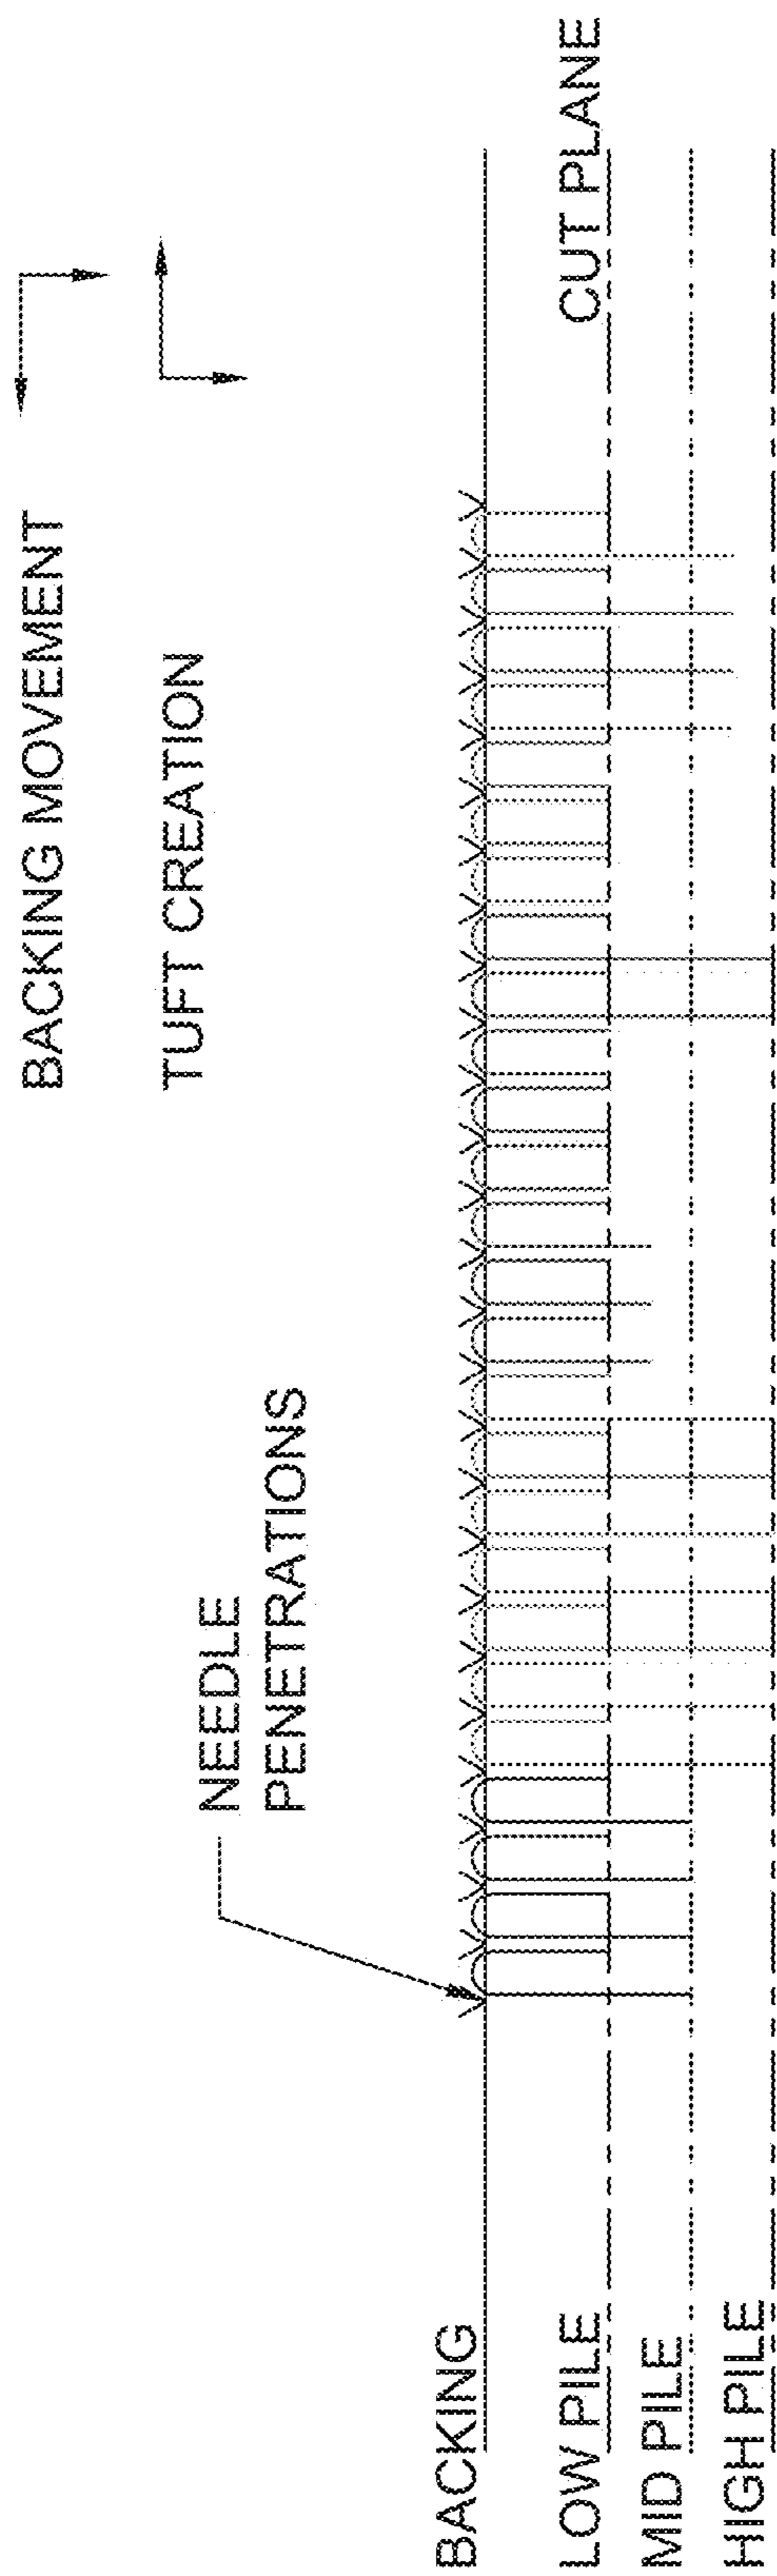 BACKING MOVEMENT
TUFT CREATION
NEEDLE
PENETRATIONS
BACKING
CUT PLANE
LOW PILE
MID PILE
HIGH PILE